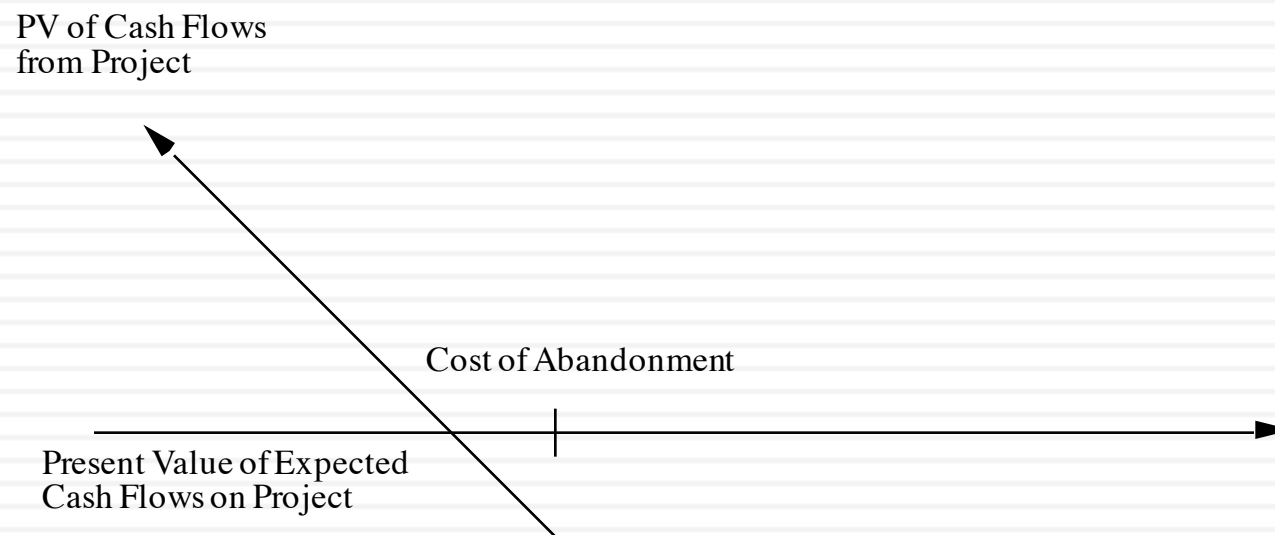 PV of Cash Flows
from Project
Cost of Abandonment
Present Value of Expected
Cash Flows on Project